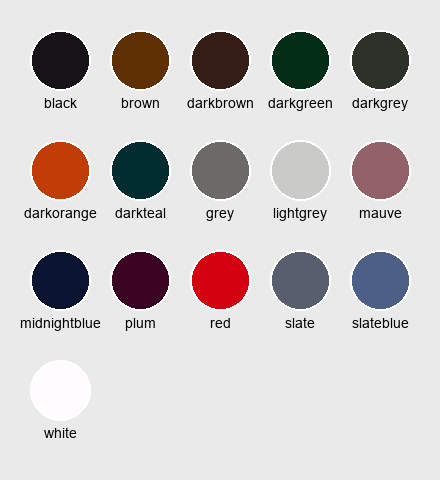 black brown darkbrown darkgreen darkgrey
darkorange darkteal grey lightgrey mauve
midnightblue plum red slate slateblue
white